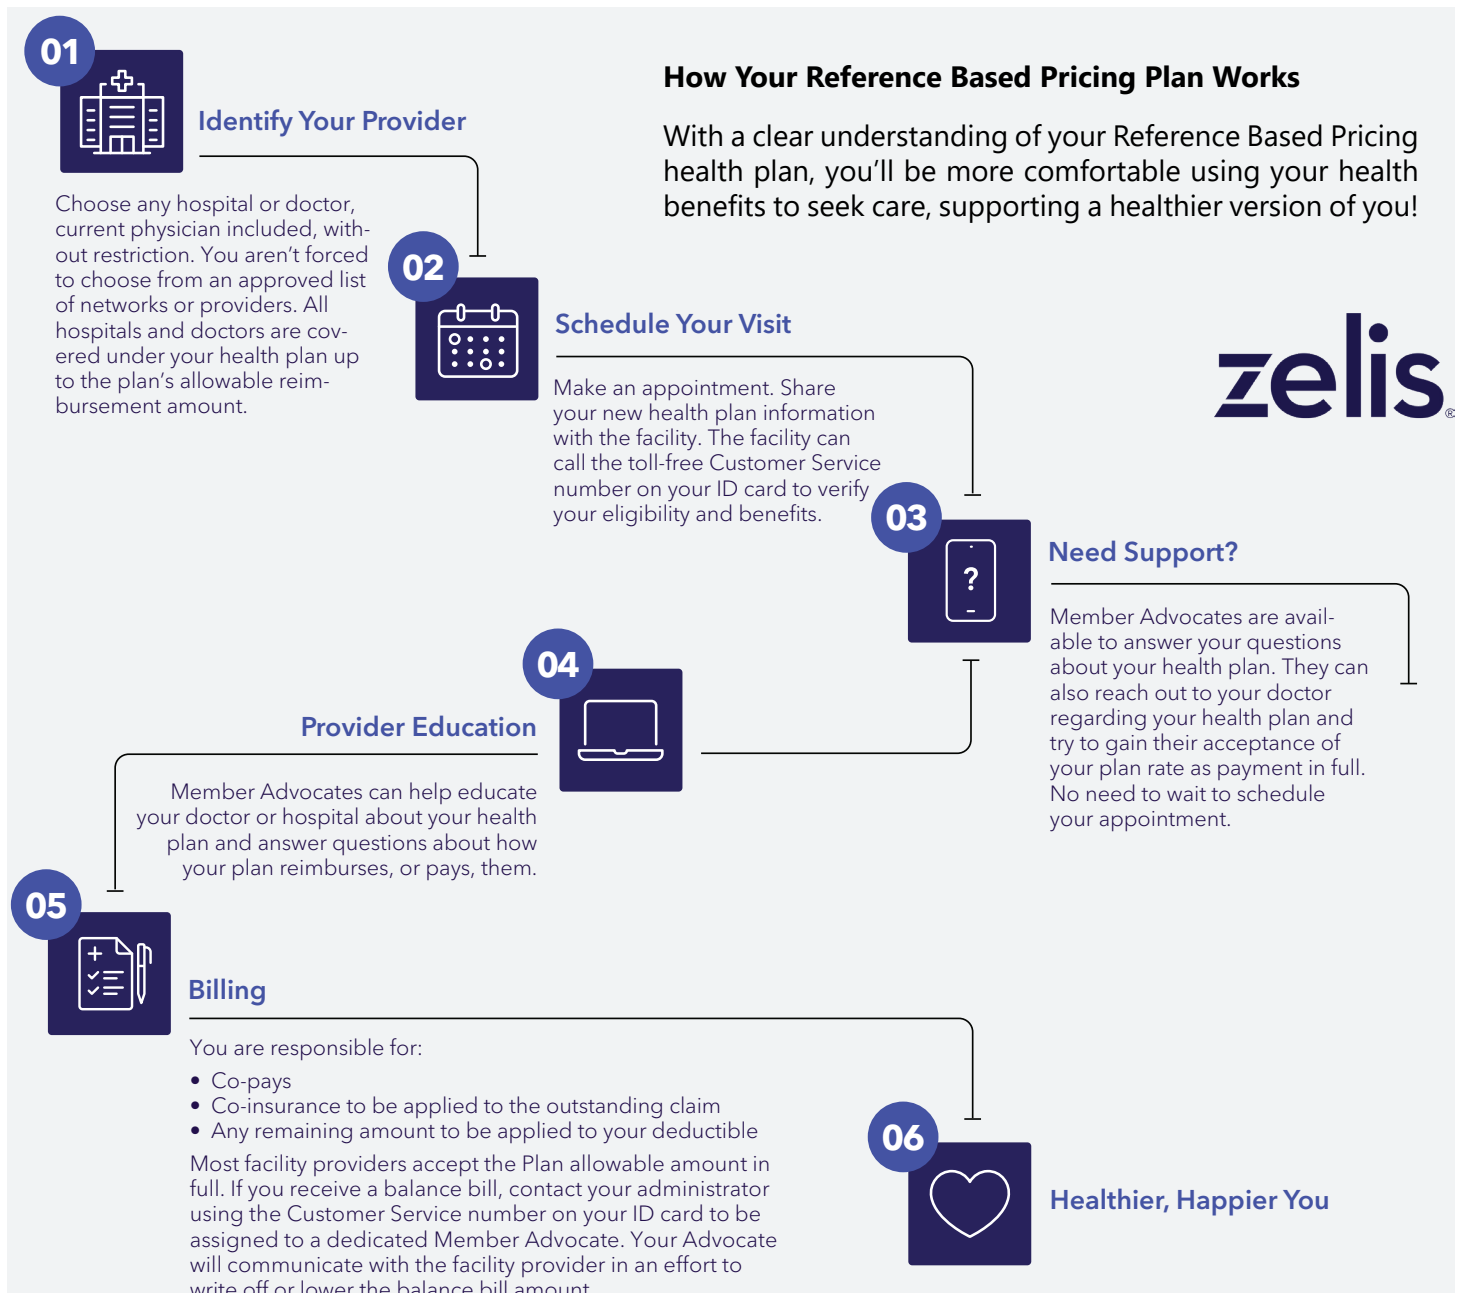 01
Identify Your Provider
Choose any hospital or doctor,
current physician included, with-
out restriction. You aren't forced
to choose from an approved list
of networks or providers. All
hospitals and doctors are cov-
ered under your health plan up
to the plan's allowable reim-
bursement amount.
How Your Reference Based Pricing Plan Works
With a clear understanding of your Reference Based Pricing
health plan, you'll be more comfortable using your health
benefits to seek care, supporting a healthier version of you!
zelis®
02
Schedule Your Visit
Make an appointment. Share
your new health plan information
with the facility. The facility can
call the toll-free Customer Service
number on your ID card to verify
your eligibility and benefits.
03
?
Need Support?
Member Advocates are avail-
able to answer your questions
about your health plan. They can
also reach out to your doctor
regarding your health plan and
try to gain their acceptance of
your plan rate as payment in full.
No need to wait to schedule
your appointment.
04
Provider Education
Member Advocates can help educate
your doctor or hospital about your health
plan and answer questions about how
your plan reimburses, or pays, them.
05
Billing
You are responsible for:
• Co-pays
• Co-insurance to be applied to the outstanding claim
• Any remaining amount to be applied to your deductible
Most facility providers accept the Plan allowable amount in
full. If you receive a balance bill, contact your administrator
using the Customer Service number on your ID card to be
assigned to a dedicated Member Advocate. Your Advocate
will communicate with the facility provider in an effort to
write off or lower the balance bill amount.
06
Healthier, Happier You